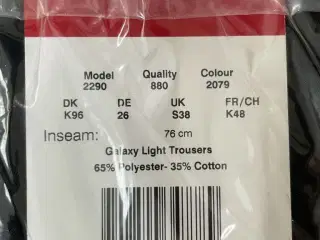 Model Quality Colour
2290 880 2079
DK DE UK FR/CH
K96 26 S38 K48
Inseam: 76 cm
Galaxy Light Trousers
65% Polyester- 35% Cotton